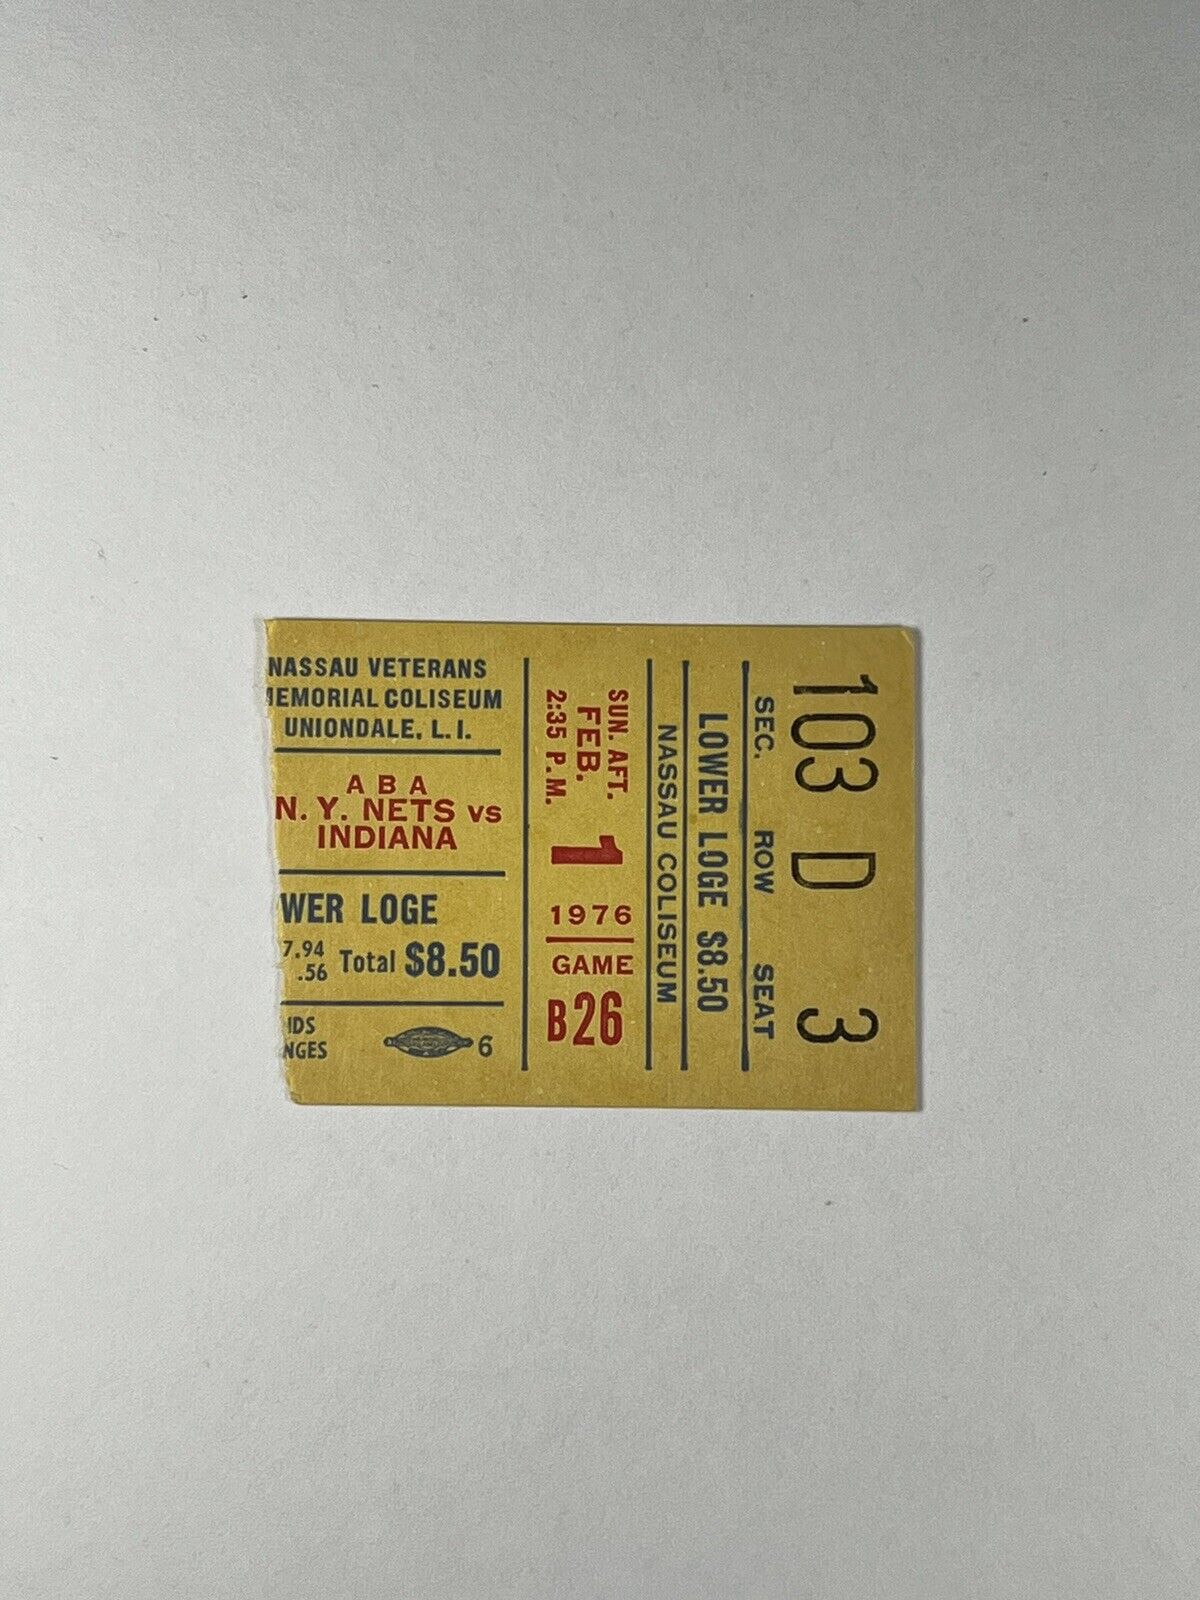 NASSAU VETERANS
EMORIAL COLISEUM
UNIONDALE, L. I.
A B A
N. Y. NETS vs
INDIANA
WER LOGE
7.94
.56
Total $8.50
IDS
NGES
6
SUN. AFT.
FEB.
2:35 P.M.
1
1976
GAME
B26
NASSAU COLISEUM
LOWER LOGE $8.50
SEC. ROW SEAT
103 D 3